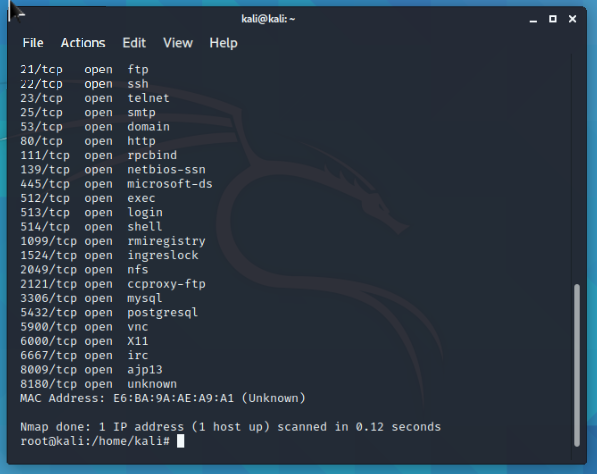 kali@kali: ~
File Actions Edit View Help
21/tcp open ftp
22/tcp open ssh
23/tcp open telnet
25/tcp open smtp
53/tcp open domain
80/tcp open http
111/tcp open rpcbind
139/tcp open netbios-ssn
445/tcp open microsoft-ds
512/tcp open exec
513/tcp open login
514/tcp open shell
1099/tcp open rmiregistry
1524/tcp open ingreslock
2049/tcp open nfs
2121/tcp open ccproxy-ftp
3306/tcp open mysql
5432/tcp open postgresql
5900/tcp open vnc
6000/tcp open X11
6667/tcp open irc
8009/tcp open ajp13
8180/tcp open unknown
MAC Address: E6:BA:9A:AE:A9:A1 (Unknown)
Nmap done: 1 IP address (1 host up) scanned in 0.12 seconds
root@kali:/home/kali#